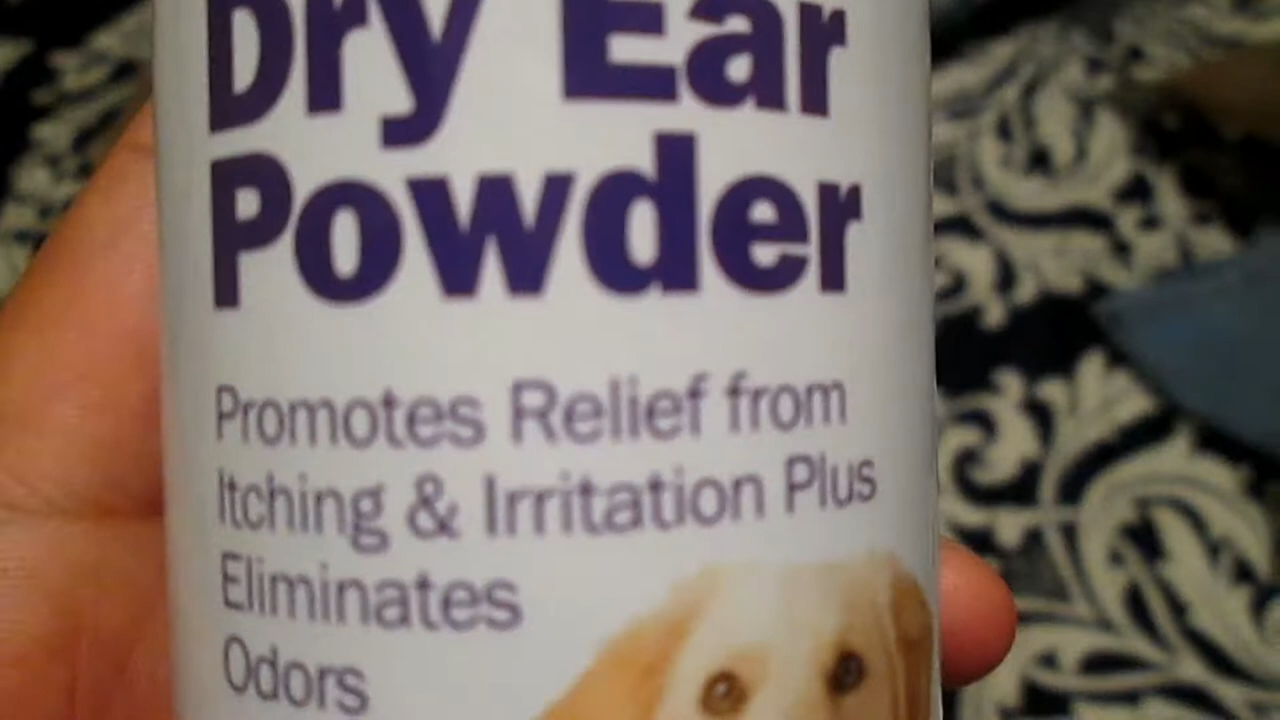 Dry Ear
Powder
Promotes Relief from
Itching & Irritation Plus
Eliminates
Odors